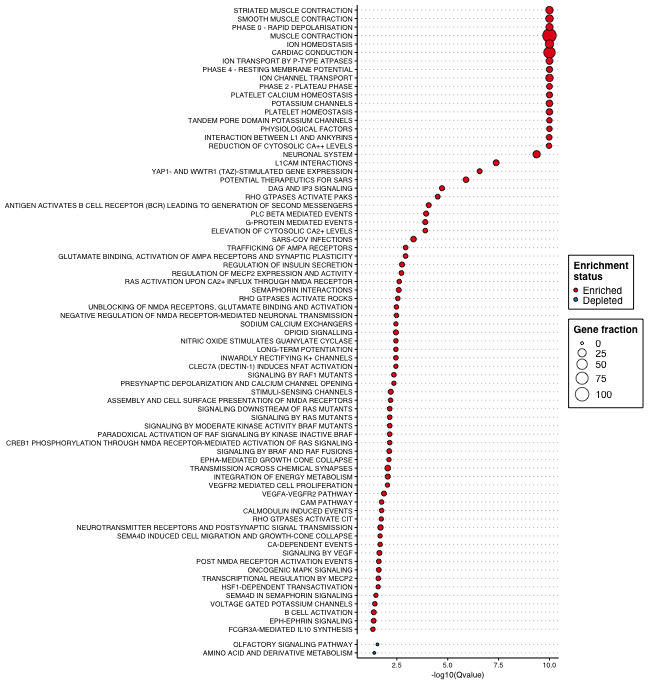 STRIATED MUSCLE CONTRACTION
SMOOTH MUSCLE CONTRACTION
PHASE 0 - RAPID DEPOLARISATION
MUSCLE CONTRACTION
ION HOMEOSTASIS
CARDIAC CONDUCTION
ION TRANSPORT BY P-TYPE ATPASES
PHASE 4 - RESTING MEMBRANE POTENTIAL
ION CHANNEL TRANSPORT
PHASE 2 - PLATEAU PHASE
PLATELET CALCIUM HOMEOSTASIS
POTASSIUM CHANNELS
PLATELET HOMEOSTASIS
TANDEM PORE DOMAIN POTASSIUM CHANNELS
PHYSIOLOGICAL FACTORS
INTERACTION BETWEEN L1 AND ANKYRINS
REDUCTION OF CYTOSOLIC CA++ LEVELS
NEURONAL SYSTEM
L1CAM INTERACTIONS
YAP1- AND WWTR1 (TAZ)-STIMULATED GENE EXPRESSION
POTENTIAL THERAPEUTICS FOR SARS
DAG AND IP3 SIGNALING
RHO GTPASES ACTIVATE PAKS
ANTIGEN ACTIVATES B CELL RECEPTOR (BCR) LEADING TO GENERATION OF SECOND MESSENGERS
PLC BETA MEDIATED EVENTS
G-PROTEIN MEDIATED EVENTS
ELEVATION OF CYTOSOLIC CA2+ LEVELS
SARS-COV INFECTIONS
TRAFFICKING OF AMPA RECEPTORS
GLUTAMATE BINDING, ACTIVATION OF AMPA RECEPTORS AND SYNAPTIC PLASTICITY
REGULATION OF INSULIN SECRETION
REGULATION OF MECP2 EXPRESSION AND ACTIVITY
RAS ACTIVATION UPON CA2+ INFLUX THROUGH NMDA RECEPTOR
SEMAPHORIN INTERACTIONS
RHO GTPASES ACTIVATE ROCKS
UNBLOCKING OF NMDA RECEPTORS, GLUTAMATE BINDING AND ACTIVATION
NEGATIVE REGULATION OF NMDA RECEPTOR-MEDIATED NEURONAL TRANSMISSION
SODIUM CALCIUM EXCHANGERS
OPIOID SIGNALLING
NITRIC OXIDE STIMULATES GUANYLATE CYCLASE
LONG-TERM POTENTIATION
INWARDLY RECTIFYING K+ CHANNELS
CLEC7A (DECTIN-1) INDUCES NFAT ACTIVATION
SIGNALING BY RAF1 MUTANTS
PRESYNAPTIC DEPOLARIZATION AND CALCIUM CHANNEL OPENING
STIMULI-SENSING CHANNELS
ASSEMBLY AND CELL SURFACE PRESENTATION OF NMDA RECEPTORS
SIGNALING DOWNSTREAM OF RAS MUTANTS
SIGNALING BY RAS MUTANTS
SIGNALING BY MODERATE KINASE ACTIVITY BRAF MUTANTS
PARADOXICAL ACTIVATION OF RAF SIGNALING BY KINASE INACTIVE BRAF
CREB1 PHOSPHORYLATION THROUGH NMDA RECEPTOR-MEDIATED ACTIVATION OF RAS SIGNALING
SIGNALING BY BRAF AND RAF FUSIONS
EPHA-MEDIATED GROWTH CONE COLLAPSE
TRANSMISSION ACROSS CHEMICAL SYNAPSES
INTEGRATION OF ENERGY METABOLISM
VEGFR2 MEDIATED CELL PROLIFERATION
VEGFA-VEGFR2 PATHWAY
CAM PATHWAY
CALMODULIN INDUCED EVENTS
RHO GTPASES ACTIVATE CIT
NEUROTRANSMITTER RECEPTORS AND POSTSYNAPTIC SIGNAL TRANSMISSION
SEMA4D INDUCED CELL MIGRATION AND GROWTH-CONE COLLAPSE
CA-DEPENDENT EVENTS
SIGNALING BY VEGF
POST NMDA RECEPTOR ACTIVATION EVENTS
ONCOGENIC MAPK SIGNALING
TRANSCRIPTIONAL REGULATION BY MECP2
HSF1-DEPENDENT TRANSACTIVATION
SEMA4D IN SEMAPHORIN SIGNALING
VOLTAGE GATED POTASSIUM CHANNELS
B CELL ACTIVATION
EPH-EPHRIN SIGNALING
FCGR3A-MEDIATED IL10 SYNTHESIS
OLFACTORY SIGNALING PATHWAY
AMINO ACID AND DERIVATIVE METABOLISM
2.5 5.0 7.5 10.0
-log10(Qvalue)
Enrichment
status
Enriched
Depleted
Gene fraction
0
25
50
75
100